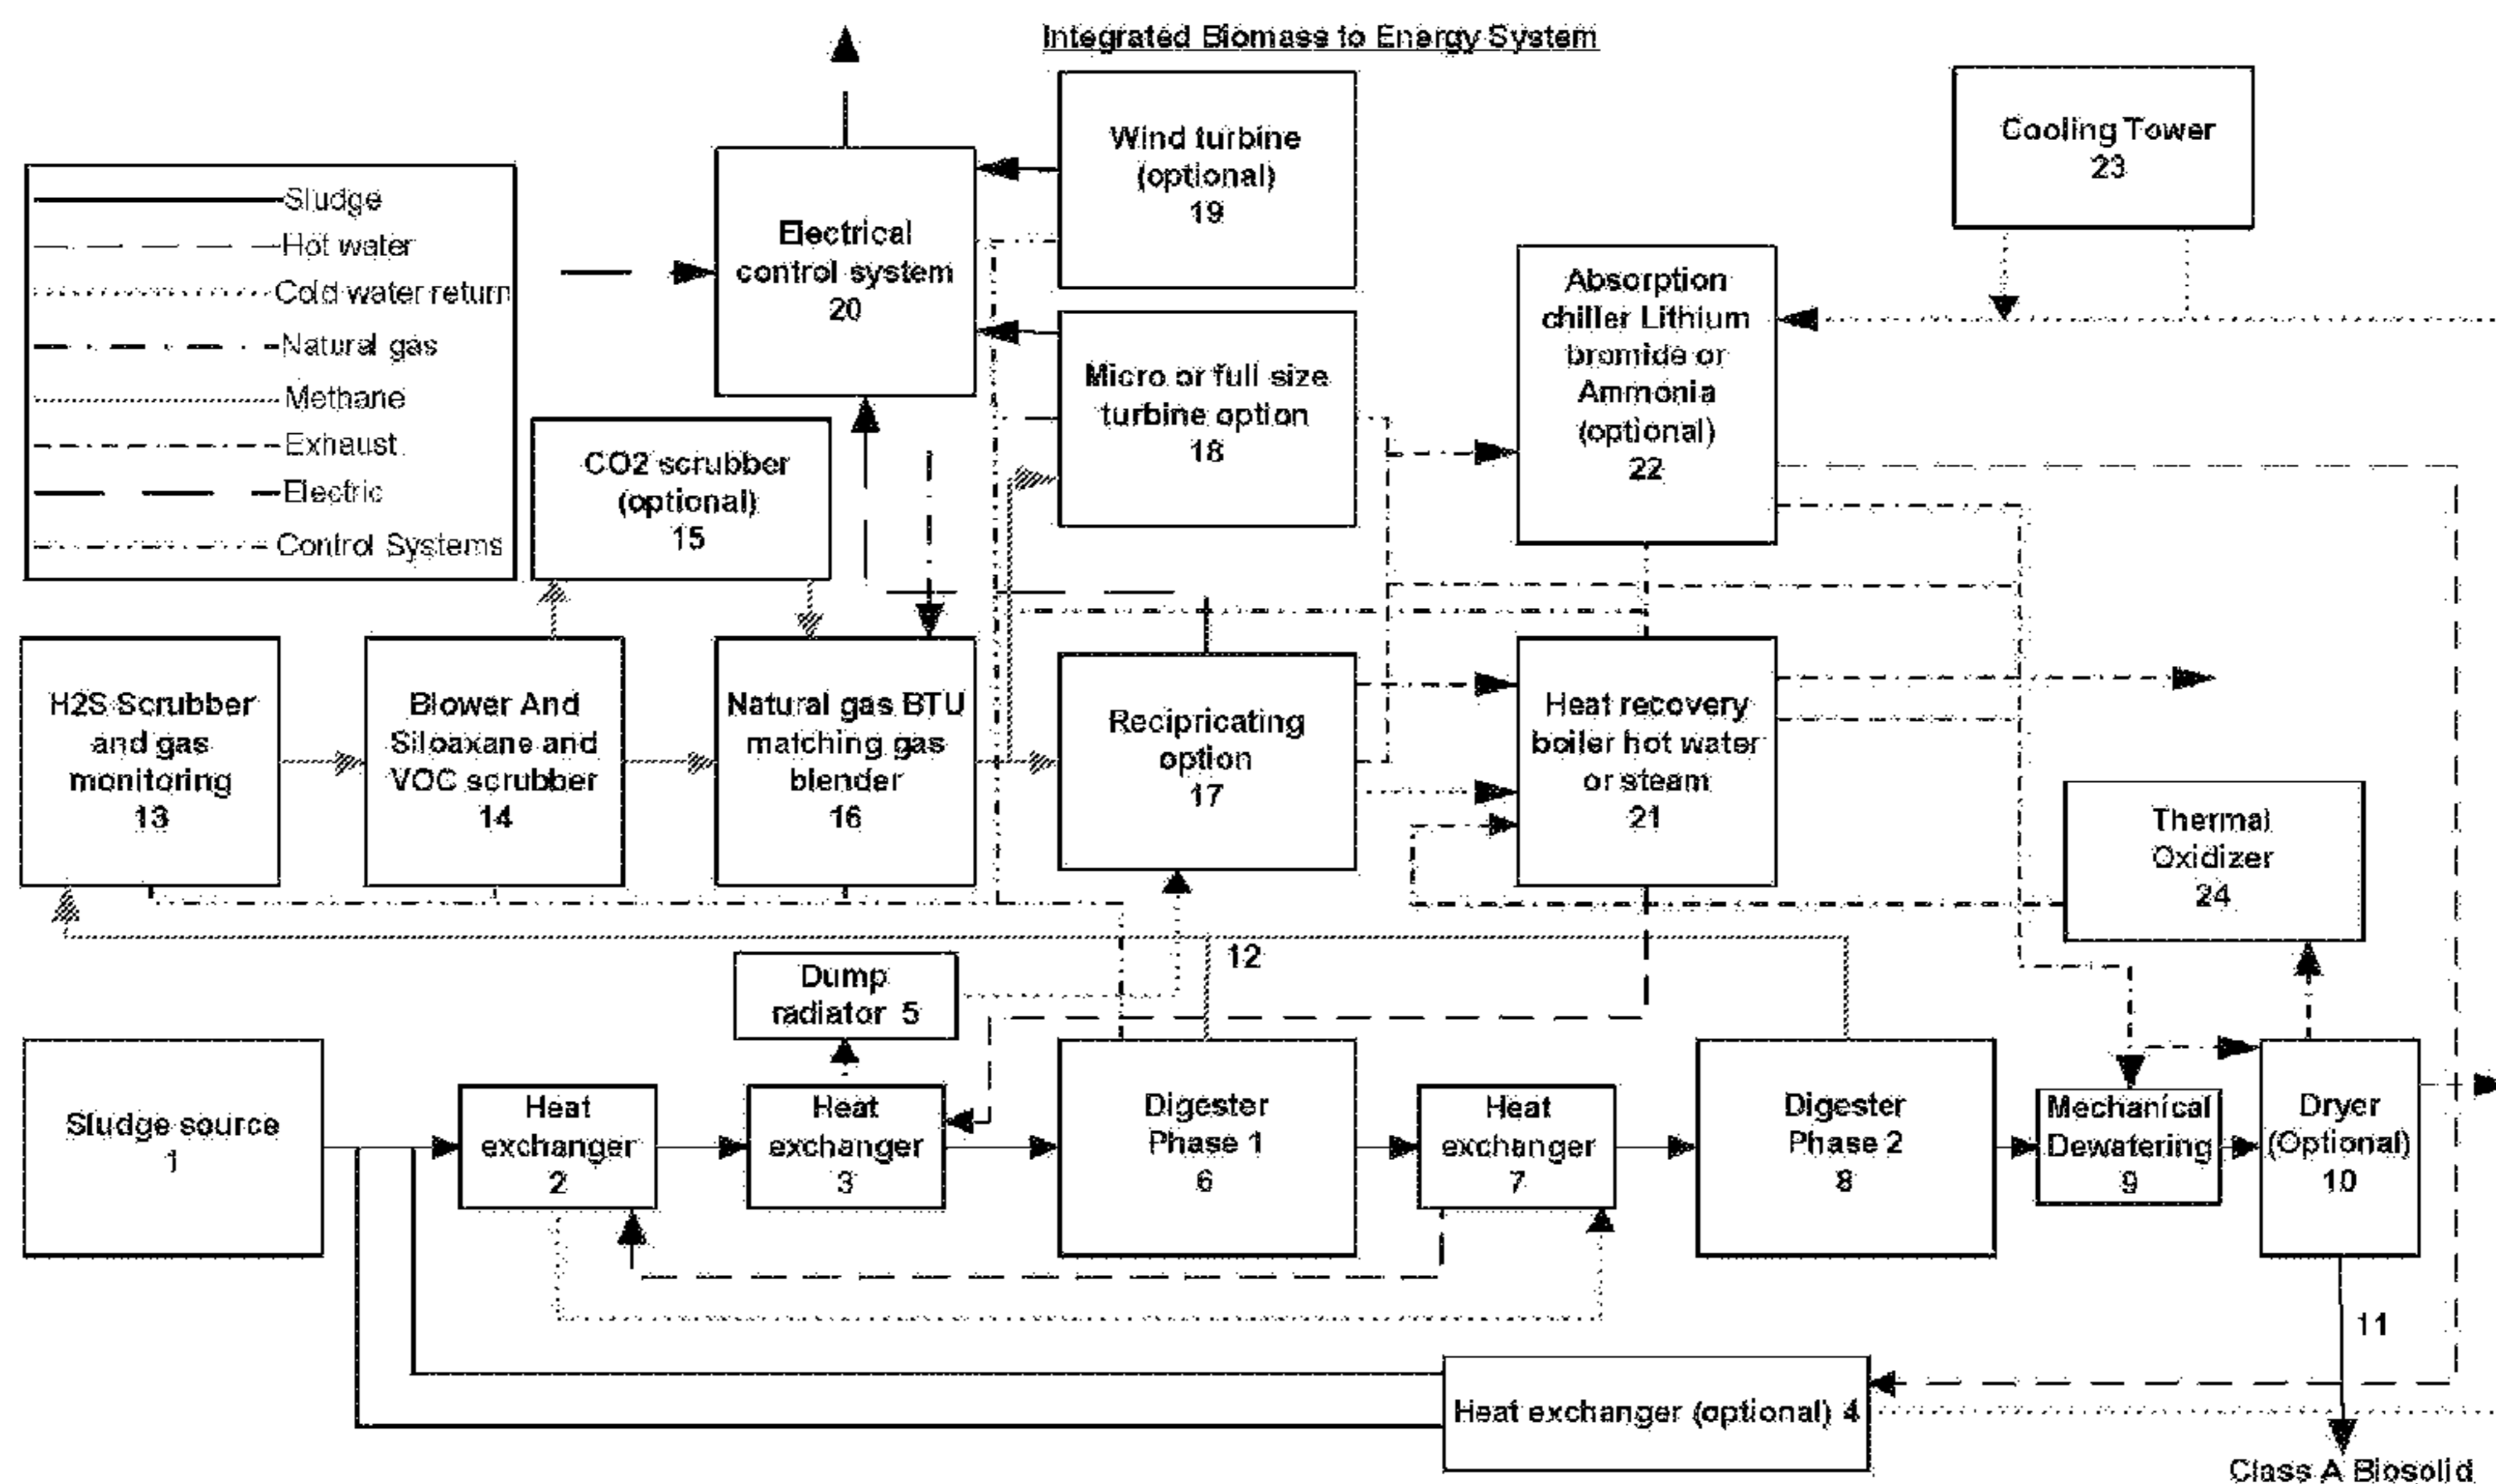 Integrated Biomass to Energy System
Sludge
Hot water
Cold water return
Natural gas
Methane
Exhaust
Electric
Control Systems
Electrical
control system
20
Wind turbine
(optional)
19
Cooling Tower
23
Micro or full size
turbine option
18
Absorption
chiller Lithium
bromide or
Ammonia
(optional)
22
CO2 scrubber
(optional)
15
H2S Scrubber
and gas
monitoring
13
Blower And
Siloaxane and
VOC scrubber
14
Natural gas BTU
matching gas
blender
16
Recipricating
option
17
Heat recovery
boiler hot water
or steam
21
Thermal
Oxidizer
24
12
Dump
radiator 5
Sludge source
1
Heat
exchanger
2
Heat
exchanger
3
Digester
Phase 1
6
Heat
exchanger
7
Digester
Phase 2
8
Mechanical
Dewatering
9
Dryer
(Optional)
10
11
Heat exchanger (optional) 4
Class A Biosolid